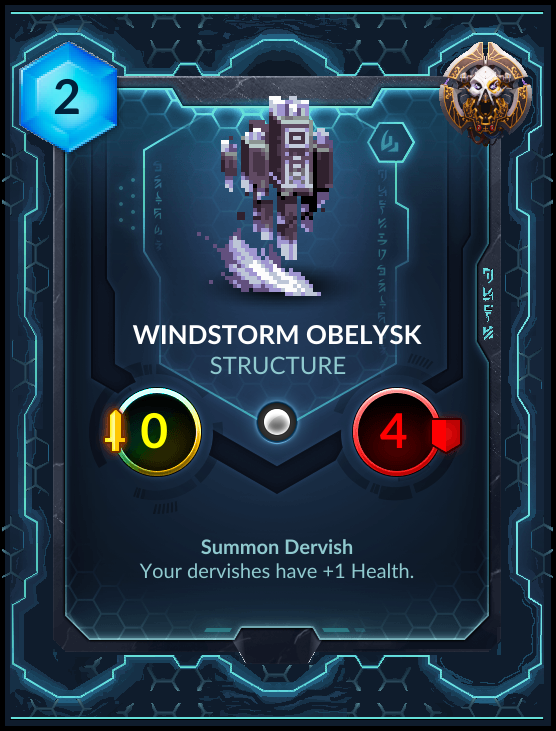 2
WINDSTORM OBELYSK
STRUCTURE
0
4
Summon Dervish
Your dervishes have +1 Health.